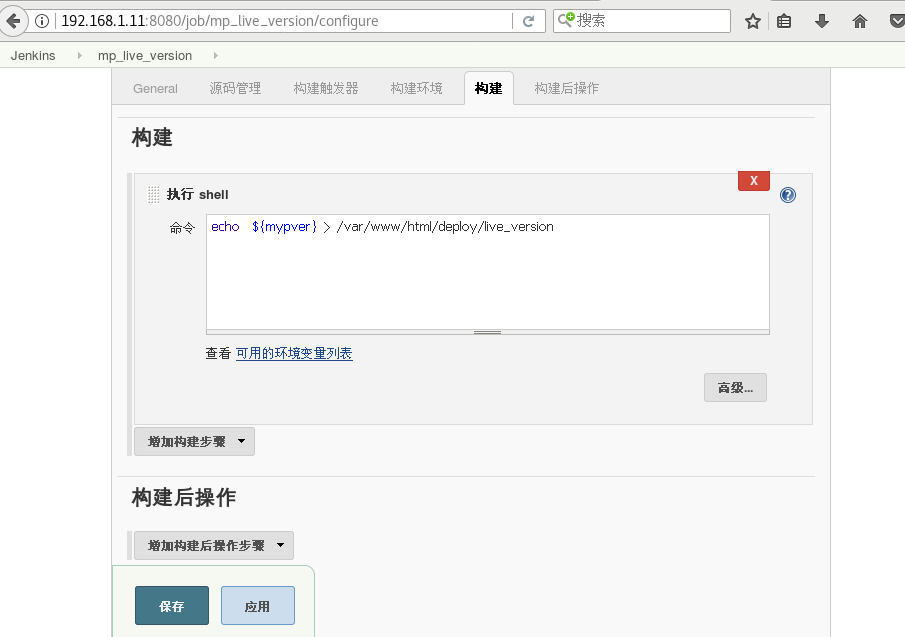 192.168.1.11:8080/job/mp_live_version/configure
搜索
Jenkins mp_live_version
General 源码管理 构建触发器 构建环境 构建 构建后操作
构建
X
执行 shell
?
命令
echo ${mypver} > /var/www/html/deploy/live_version
查看 可用的环境变量列表
高级...
增加构建步骤
构建后操作
增加构建后操作步骤
保存 应用